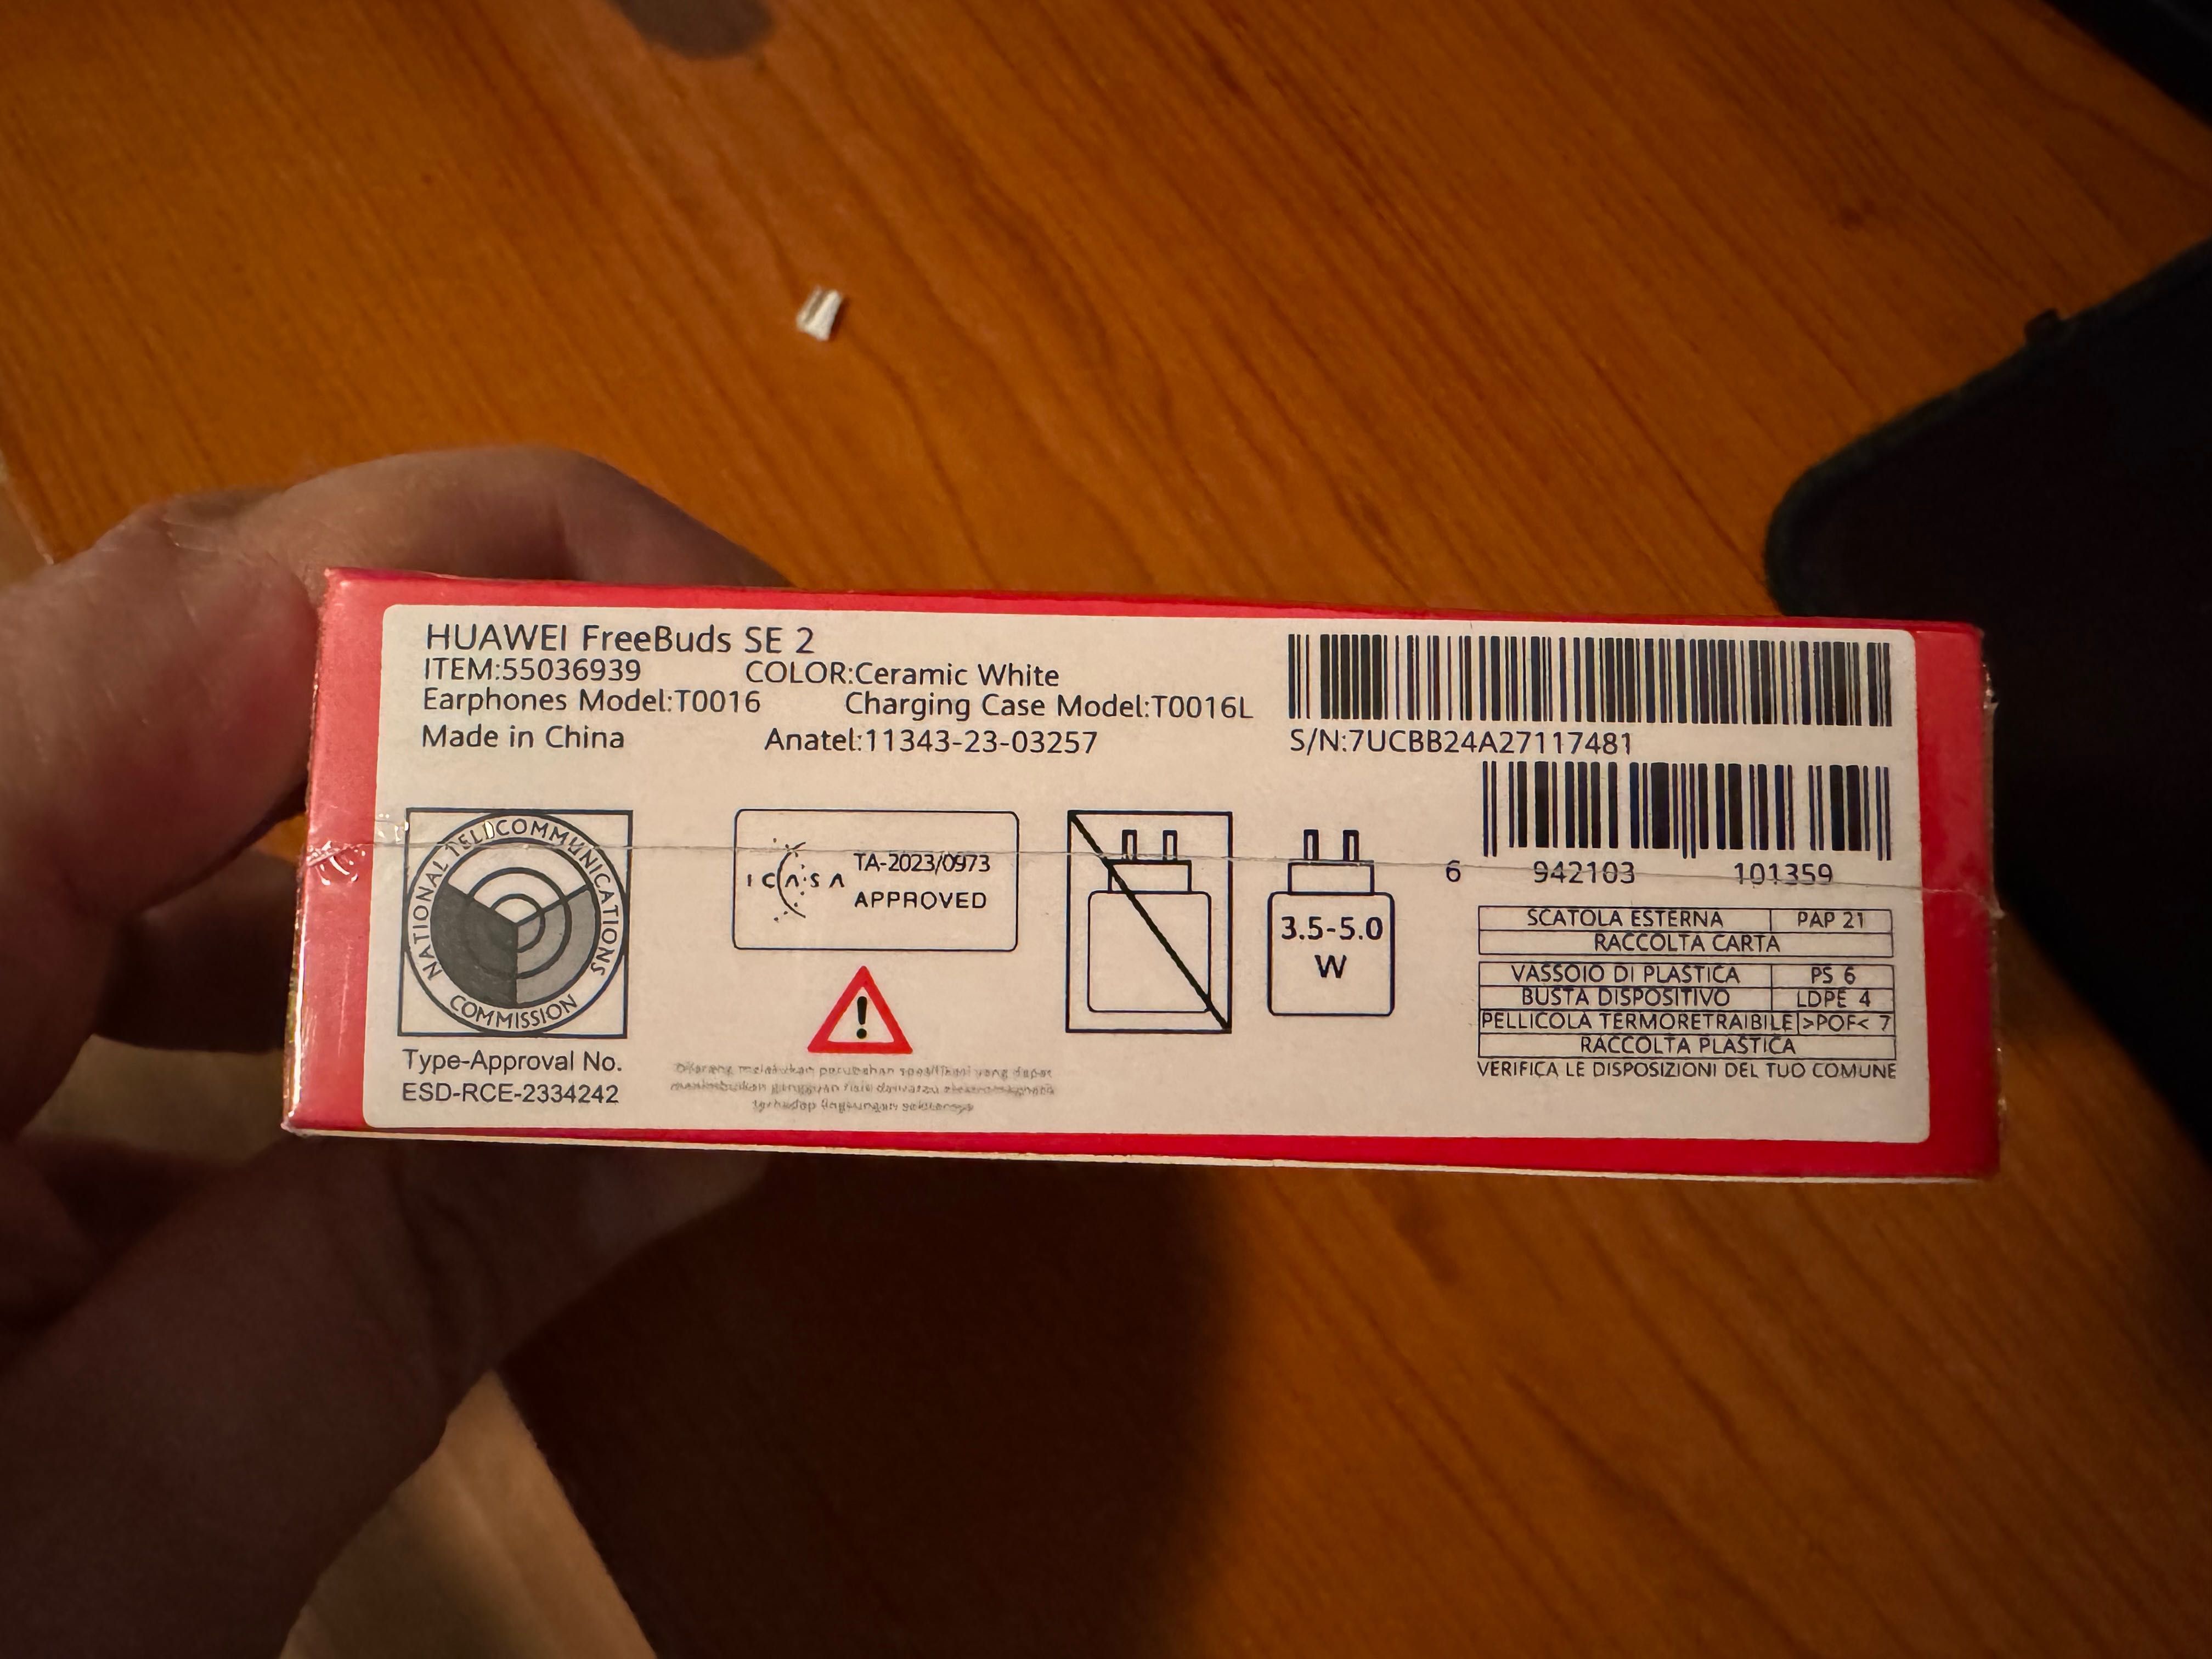 HUAWEI FreeBuds SE 2
ITEM:55036939 COLOR:Ceramic White
Earphones Model:T0016 Charging Case Model:T0016L
Made in China Anatel:11343-23-03257
S/N:7UCBB24A27117481
6 942103 101359
NATIONAL TELECOMMUNICATIONS
COMMISSION
Type-Approval No.
ESD-RCE-2334242
ICASA TA-2023/0973
APPROVED
!
yang dapat
3.5-5.0
W
SCATOLA ESTERNA PAP 21
RACCOLTA CARTA
VASSOIO DI PLASTICA PS 6
BUSTA DISPOSITIVO LDPE 4
PELLICOLA TERMORETRAIBILE >POF< 7
RACCOLTA PLASTICA
VERIFICA LE DISPOSIZIONI DEL TUO COMUNE